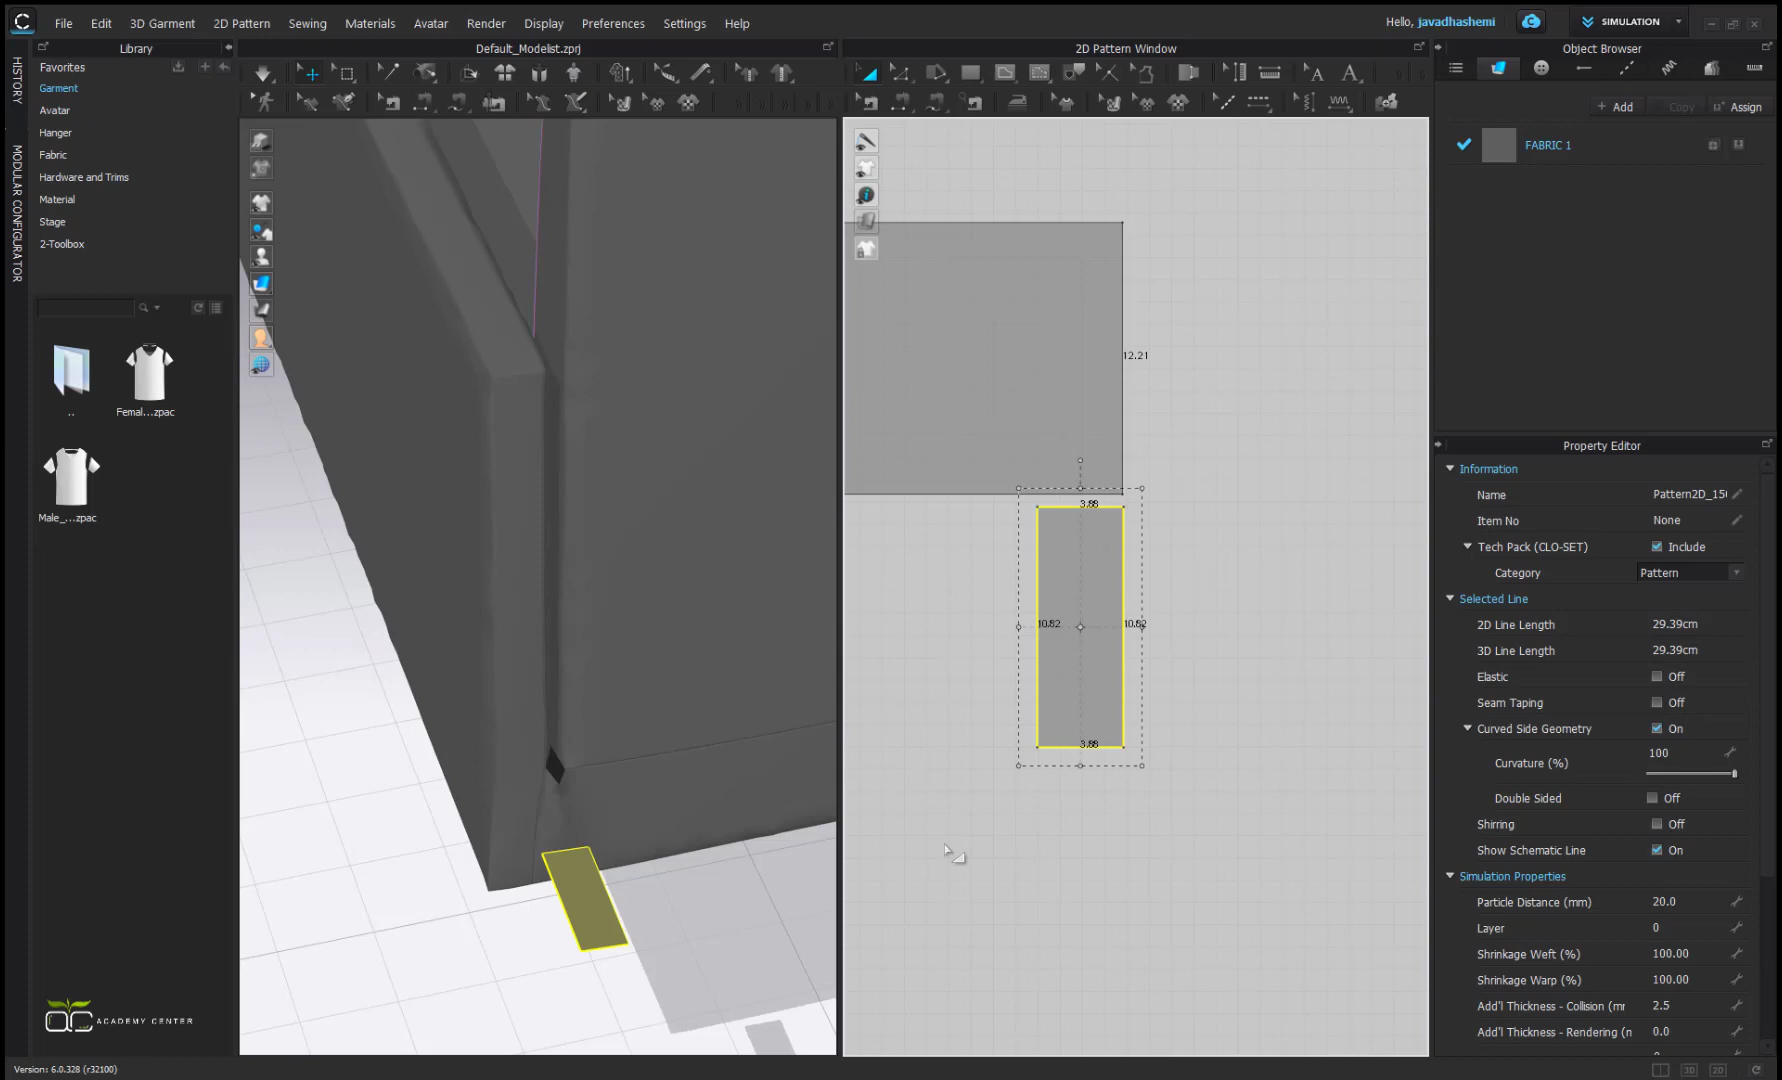 File Edit 3D Garment 2D Pattern Sewing Materials Avatar Render Display Preferences Settings Help
Hello, javadhashemi
SIMULATION
Library
Default_Modelist.zprj
2D Pattern Window
Object Browser
HISTORY
MODULAR CONFIGURATOR
Favorites
Garment
Avatar
Hanger
Fabric
Hardware and Trims
Material
Stage
2-Toolbox
..
Femal...zpac
Male_...zpac
ACADEMY CENTER
12.21
3.88
10.82
10.82
3.88
Add Copy Assign
FABRIC 1
Property Editor
Information
Name Pattern2D_150
Item No None
Tech Pack (CLO-SET) Include
Category Pattern
Selected Line
2D Line Length 29.39cm
3D Line Length 29.39cm
Elastic Off
Seam Taping Off
Curved Side Geometry On
Curvature (%) 100
Double Sided Off
Shirring Off
Show Schematic Line On
Simulation Properties
Particle Distance (mm) 20.0
Layer 0
Shrinkage Weft (%) 100.00
Shrinkage Warp (%) 100.00
Add'l Thickness - Collision (mr 2.5
Add'l Thickness - Rendering (n 0.0
Version: 6.0.328 (r32100)
3D 2D